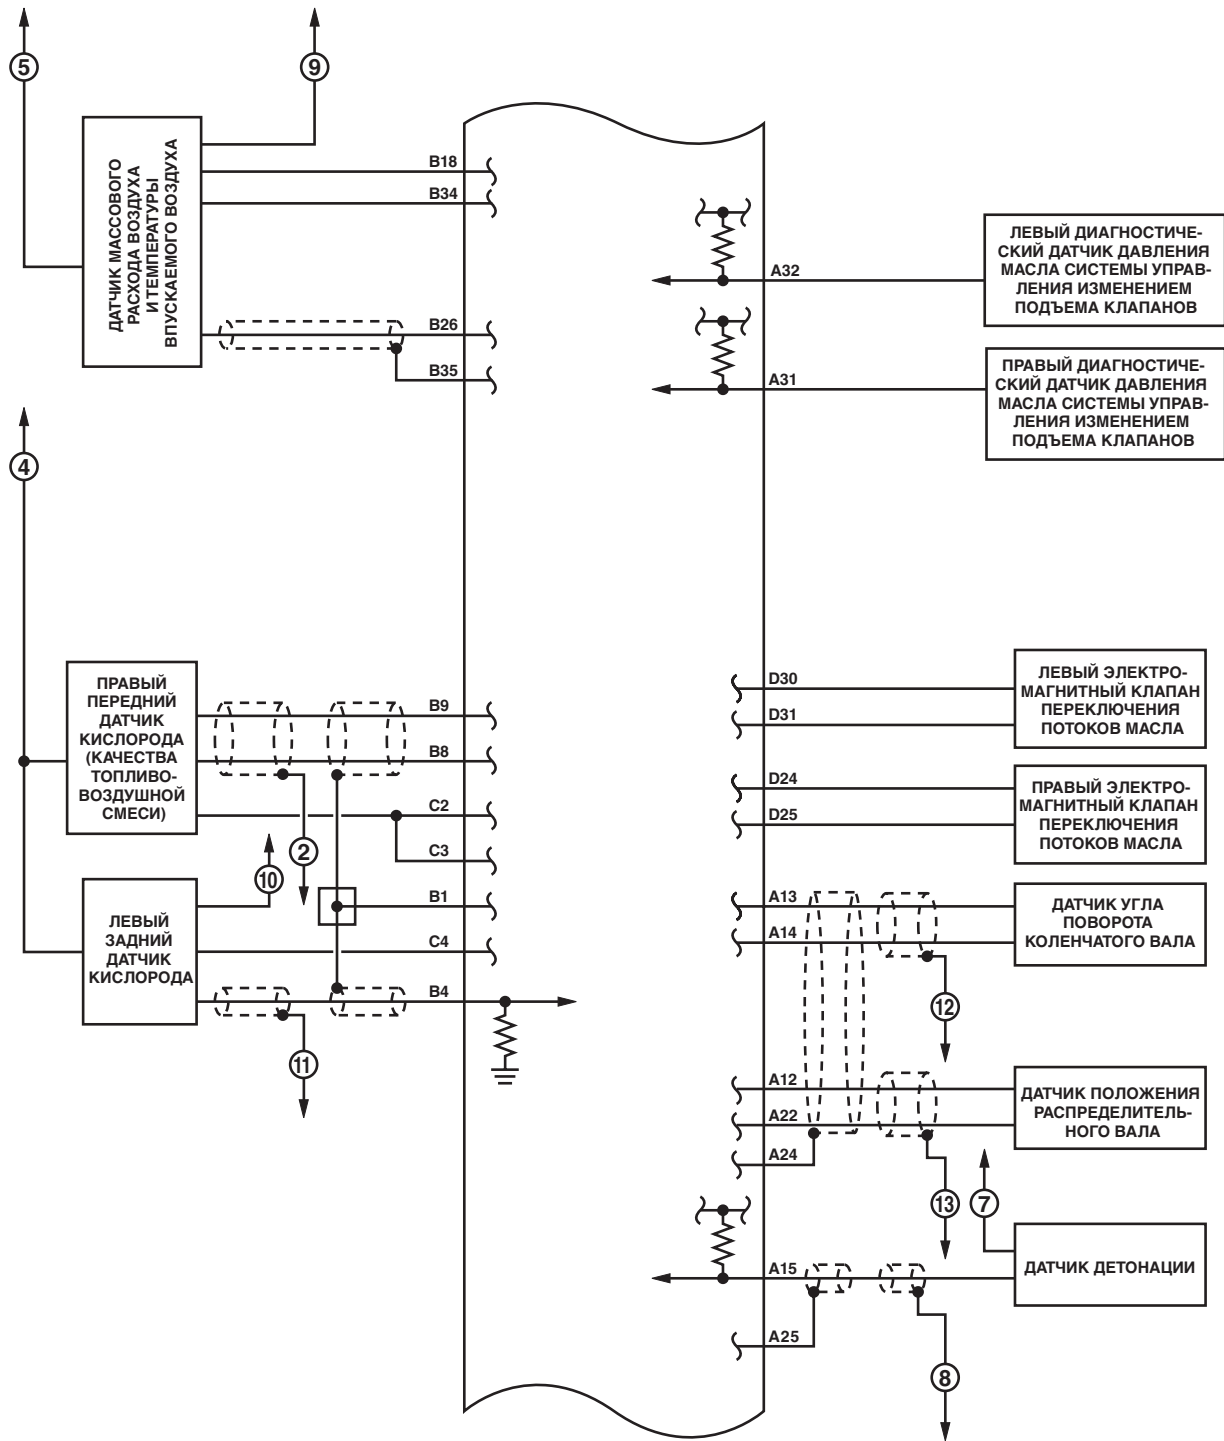 5
9
ДАТЧИК МАССОВОГО
РАСХОДА ВОЗДУХА
И ТЕМПЕРАТУРЫ
ВПУСКАЕМОГО ВОЗДУХА
B18
B34
B26
B35
A32
ЛЕВЫЙ ДИАГНОСТИЧЕ-
СКИЙ ДАТЧИК ДАВЛЕНИЯ
МАСЛА СИСТЕМЫ УПРАВ-
ЛЕНИЯ ИЗМЕНЕНИЕМ
ПОДЪЕМА КЛАПАНОВ
A31
ПРАВЫЙ ДИАГНОСТИЧЕ-
СКИЙ ДАТЧИК ДАВЛЕНИЯ
МАСЛА СИСТЕМЫ УПРАВ-
ЛЕНИЯ ИЗМЕНЕНИЕМ
ПОДЪЕМА КЛАПАНОВ
4
ПРАВЫЙ
ПЕРЕДНИЙ
ДАТЧИК
КИСЛОРОДА
(КАЧЕСТВА
ТОПЛИВО-
ВОЗДУШНОЙ
СМЕСИ)
B9
B8
C2
C3
2
10
ЛЕВЫЙ
ЗАДНИЙ
ДАТЧИК
КИСЛОРОДА
B1
C4
B4
11
D30
D31
ЛЕВЫЙ ЭЛЕКТРО-
МАГНИТНЫЙ КЛАПАН
ПЕРЕКЛЮЧЕНИЯ
ПОТОКОВ МАСЛА
D24
D25
ПРАВЫЙ ЭЛЕКТРО-
МАГНИТНЫЙ КЛАПАН
ПЕРЕКЛЮЧЕНИЯ
ПОТОКОВ МАСЛА
A13
A14
ДАТЧИК УГЛА
ПОВОРОТА
КОЛЕНЧАТОГО ВАЛА
12
A12
A22
A24
ДАТЧИК ПОЛОЖЕНИЯ
РАСПРЕДЕЛИТЕЛЬ-
НОГО ВАЛА
13
7
A15
A25
ДАТЧИК ДЕТОНАЦИИ
8